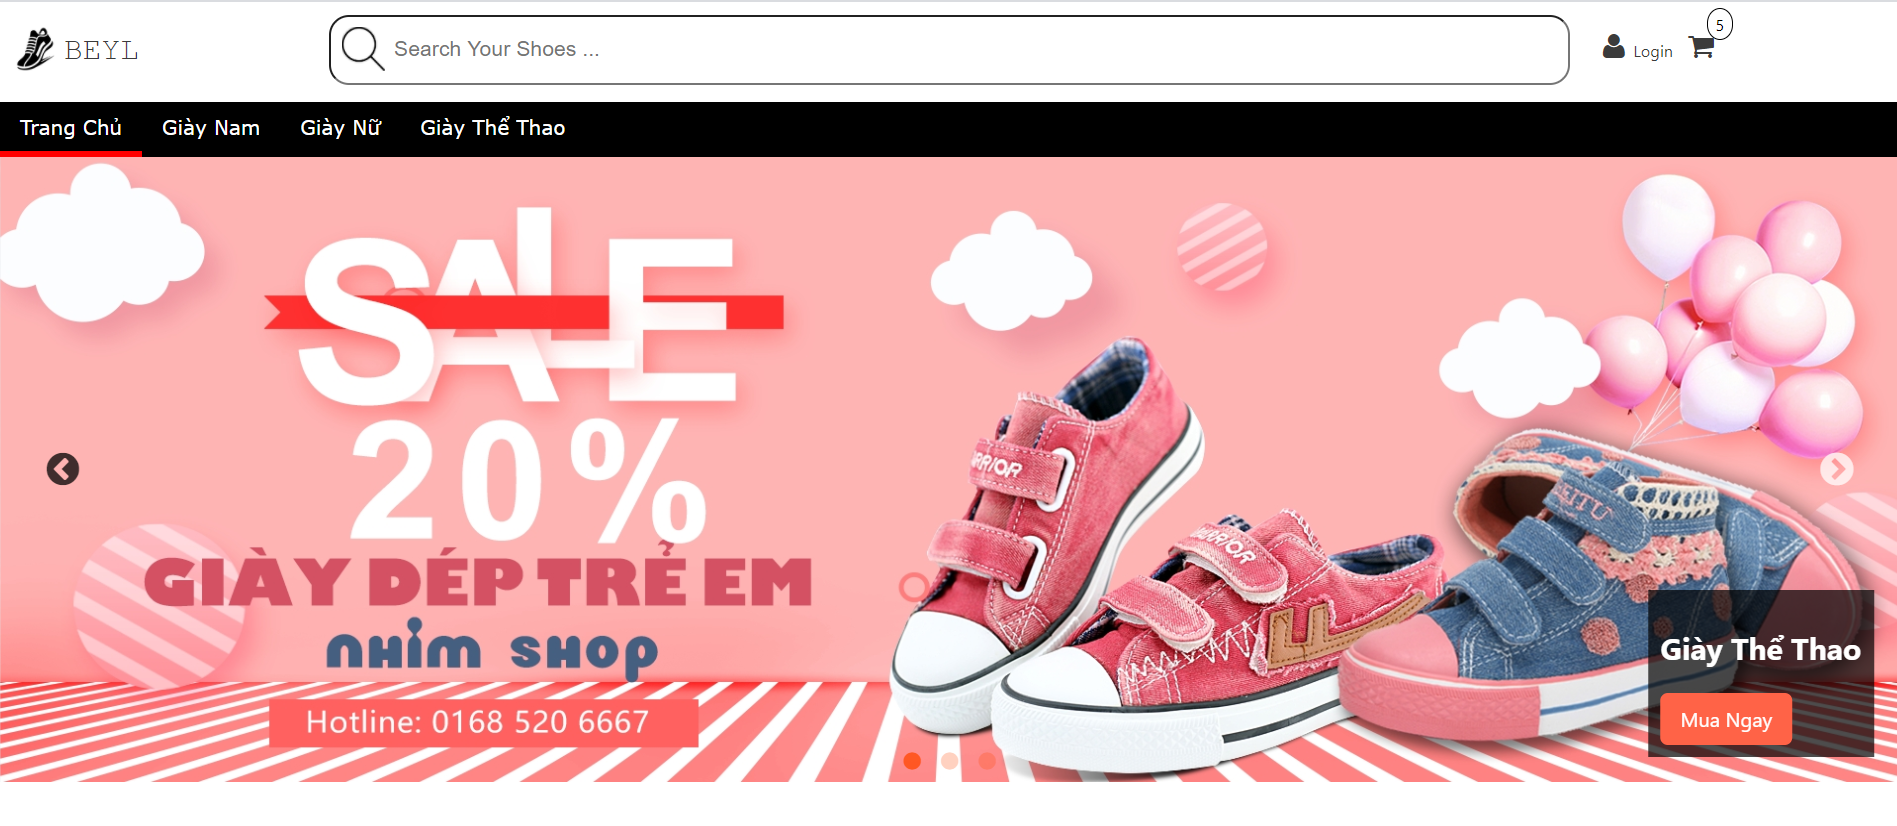 BEYL
Search Your Shoes ...
Login
5
Trang Chủ
Giày Nam
Giày Nữ
Giày Thể Thao
SALE
20%
GIÀY DÉP TRẺ EM
NHÍM SHOP
Hotline: 0168 520 6667
WARRIOR
Giày Thể Thao
Mua Ngay